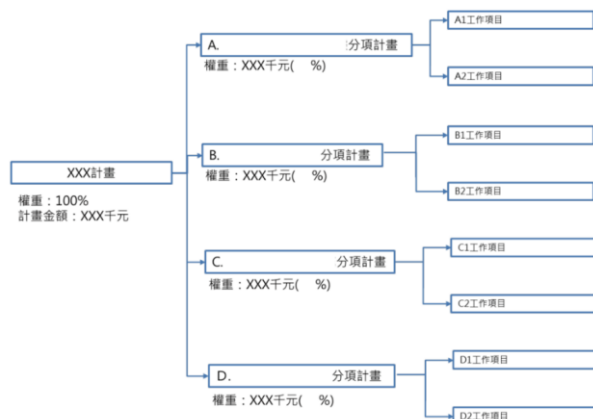 XXX計畫
權重：100%
計畫金額：XXX千元
A. 分項計畫
權重：XXX千元( %)
A1工作項目
A2工作項目
B. 分項計畫
權重：XXX千元( %)
B1工作項目
B2工作項目
C. 分項計畫
權重：XXX千元( %)
C1工作項目
C2工作項目
D. 分項計畫
權重：XXX千元( %)
D1工作項目
D2工作項目